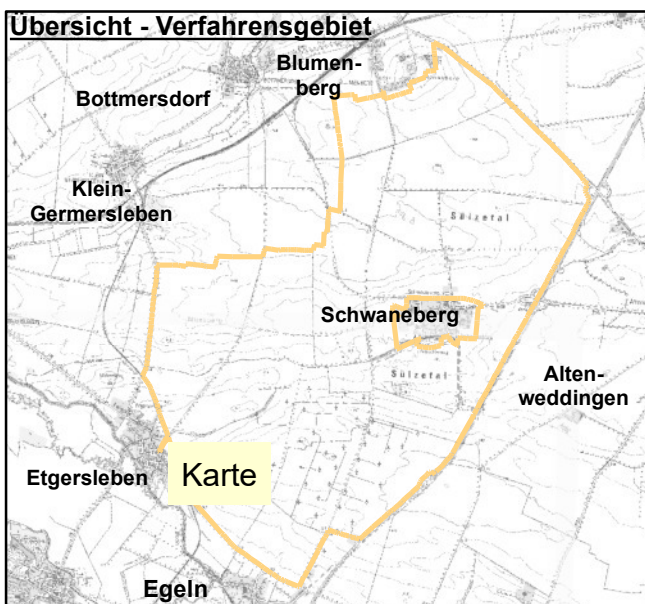 Übersicht - Verfahrensgebiet
Blumen-
berg
Bottmersdorf
Klein-
Germersleben
Sülzetal
Schwaneberg
Sülzetal
Alten-
weddingen
Etgersleben
Karte
Egeln